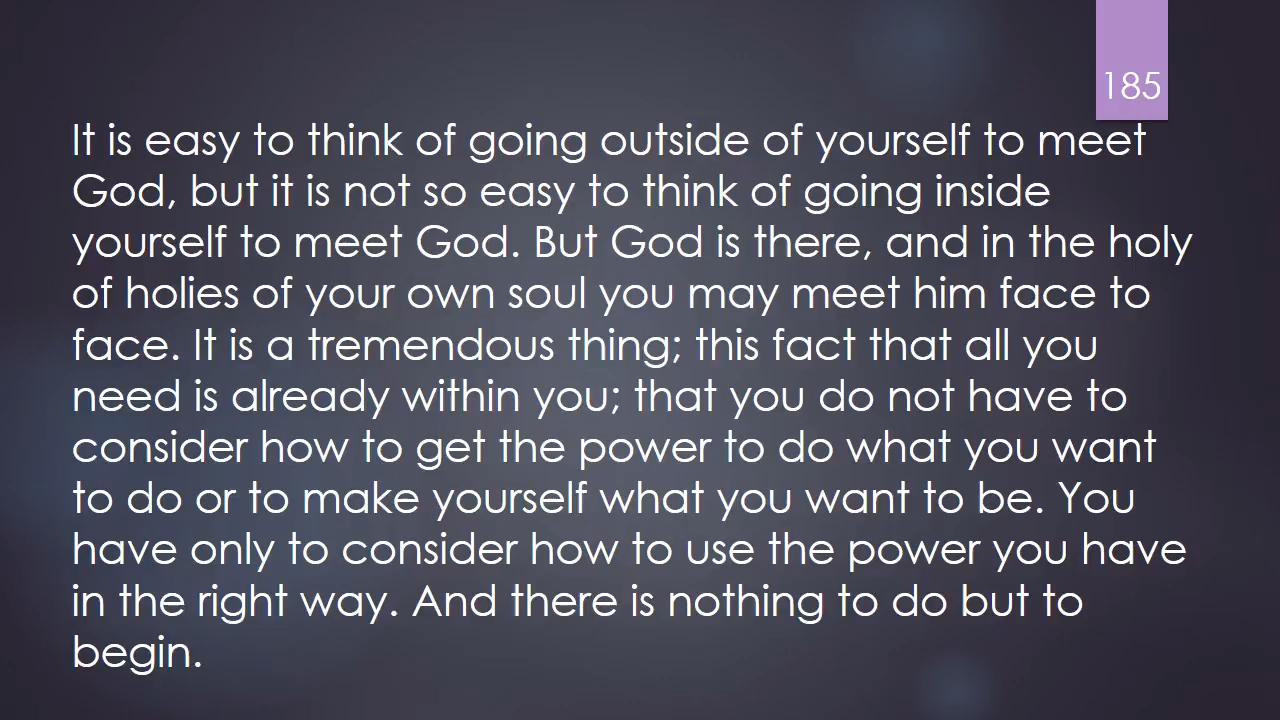 185
It is easy to think of going outside of yourself to meet
God, but it is not so easy to think of going inside
yourself to meet God. But God is there, and in the holy
of holies of your own soul you may meet him face to
face. It is a tremendous thing; this fact that all you
need is already within you; that you do not have to
consider how to get the power to do what you want
to do or to make yourself what you want to be. You
have only to consider how to use the power you have
in the right way. And there is nothing to do but to
begin.